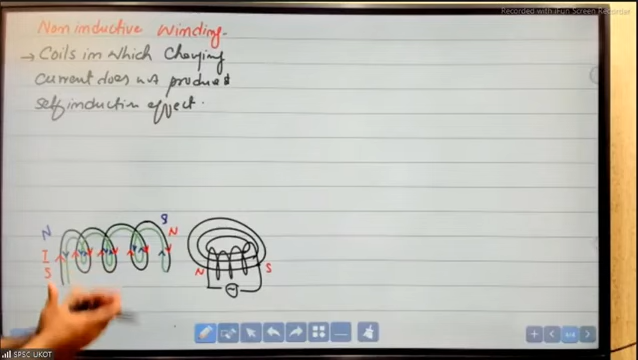 Recorded with iFun Screen Recorder
Non inductive winding.
→ Coils in which Changing
current does not produce
self induction effect.
S
N N
I
S N S
SPSC UKOT